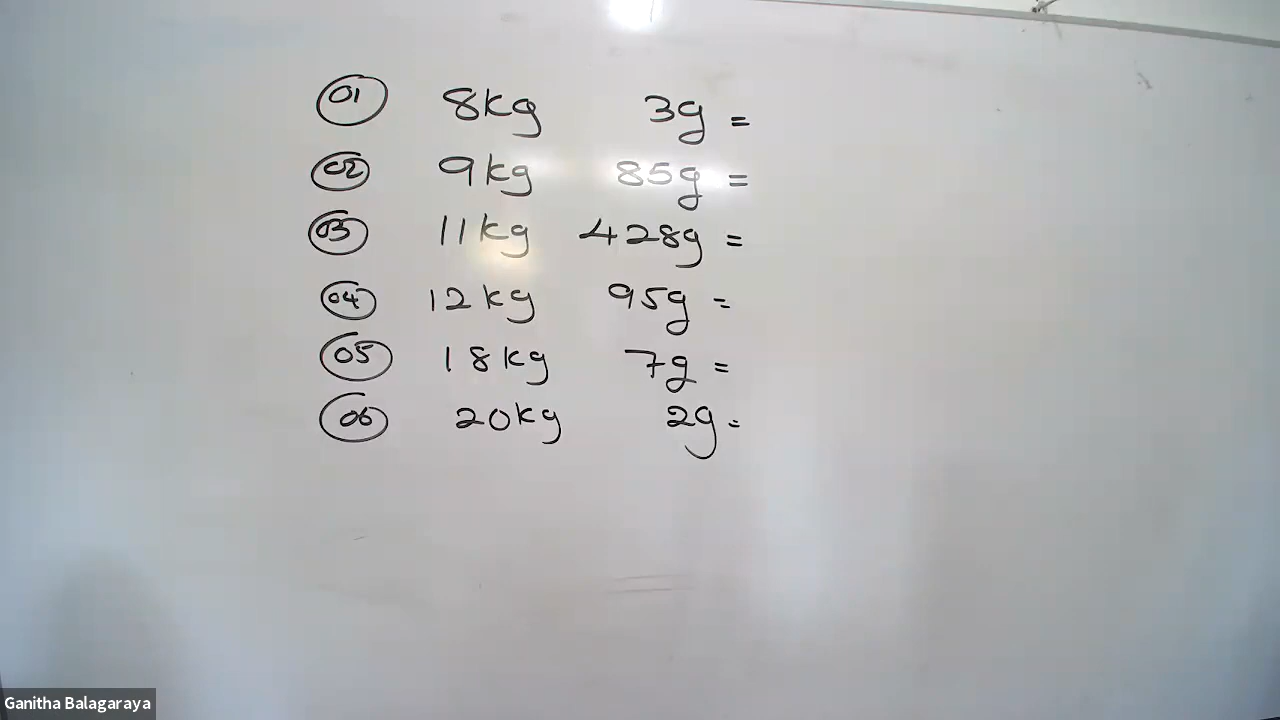 01 8kg 3g =
02 9kg 85g =
03 11kg 428g =
04 12kg 95g =
05 18kg 7g =
06 20kg 2g =
Ganitha Balagaraya